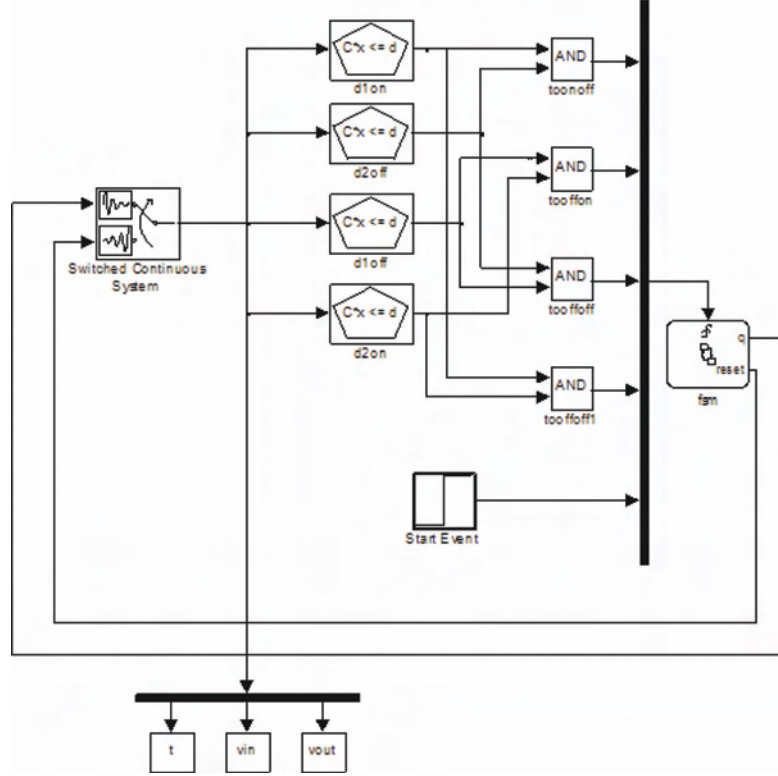 C*x <= d
d1on
AND
toonoff
C*x <= d
d2off
AND
tooffon
Switched Continuous
System
C*x <= d
d1off
AND
tooffoff
C*x <= d
d2on
q
reset
fsm
AND
tooffoff1
Start Event
t
vin
vout